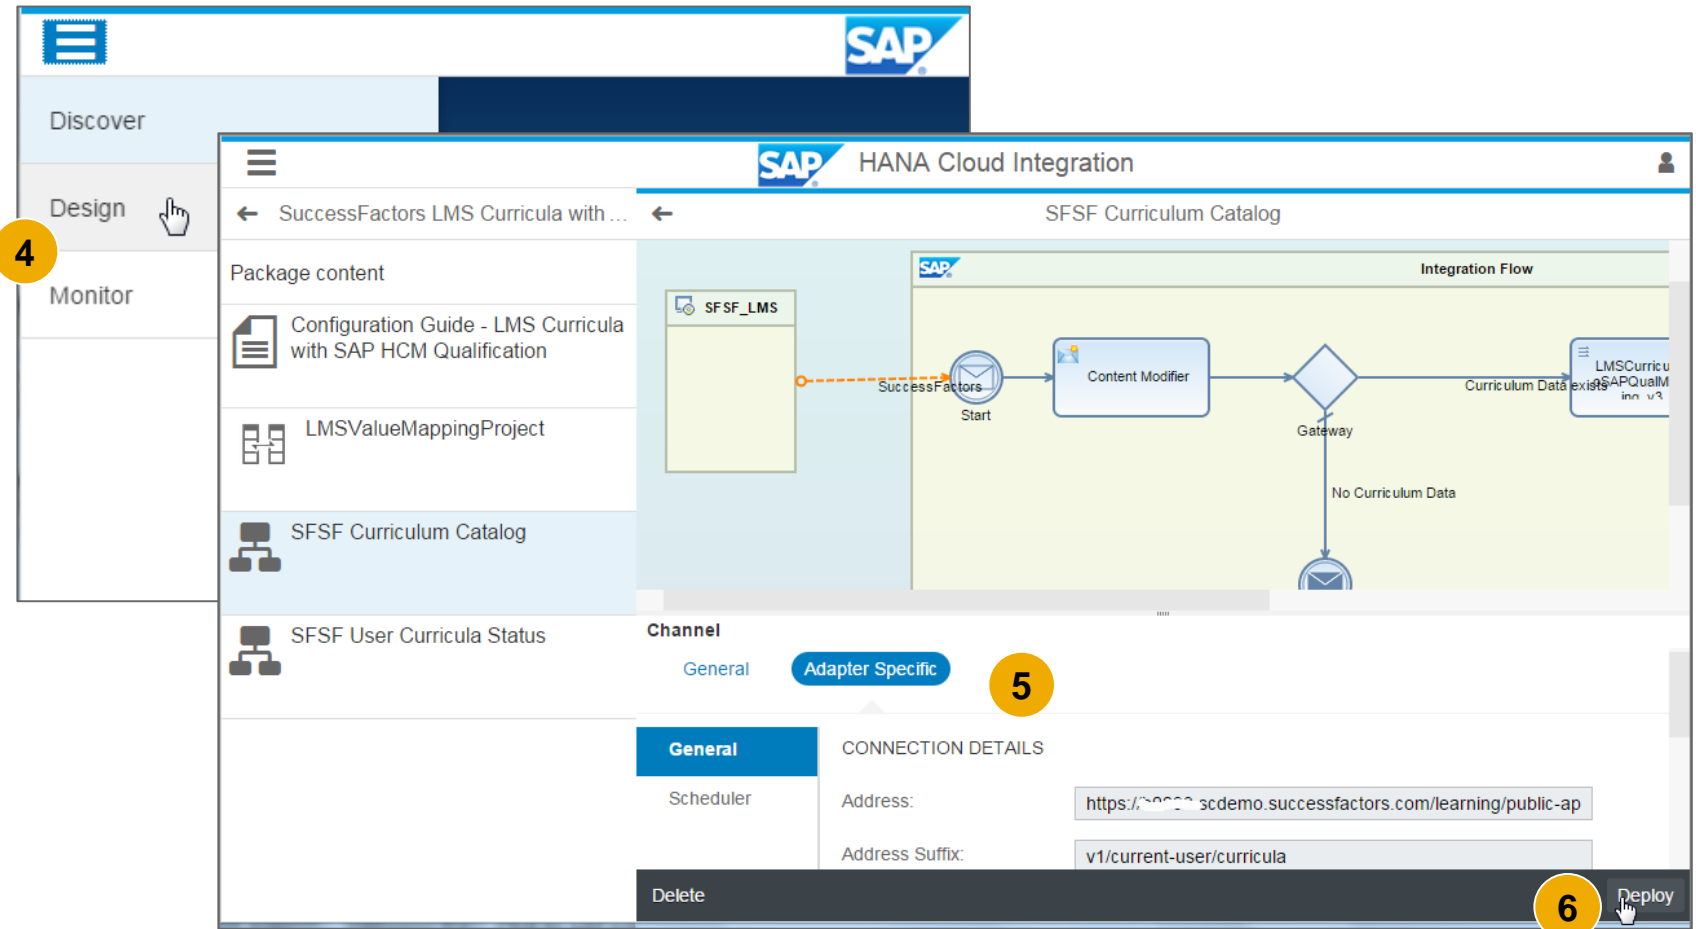 SAP
Discover
Design
4
Monitor
SAP
HANA Cloud Integration
SuccessFactors LMS Curricula with ...
SFSF Curriculum Catalog
Package content
Configuration Guide - LMS Curricula
with SAP HCM Qualification
LMSValueMappingProject
SFSF Curriculum Catalog
SFSF User Curricula Status
SAP
Integration Flow
SFSF_LMS
SuccessFactors
Start
Content Modifier
Gateway
Curriculum Data exists
LMSCurricu
No Curriculum Data
Channel
General
Adapter Specific
5
General
Scheduler
CONNECTION DETAILS
Address:
scdemo.successfactors.com/learning/public-ap
Address Suffix:
v1/current-user/curricula
Delete
6
Deploy